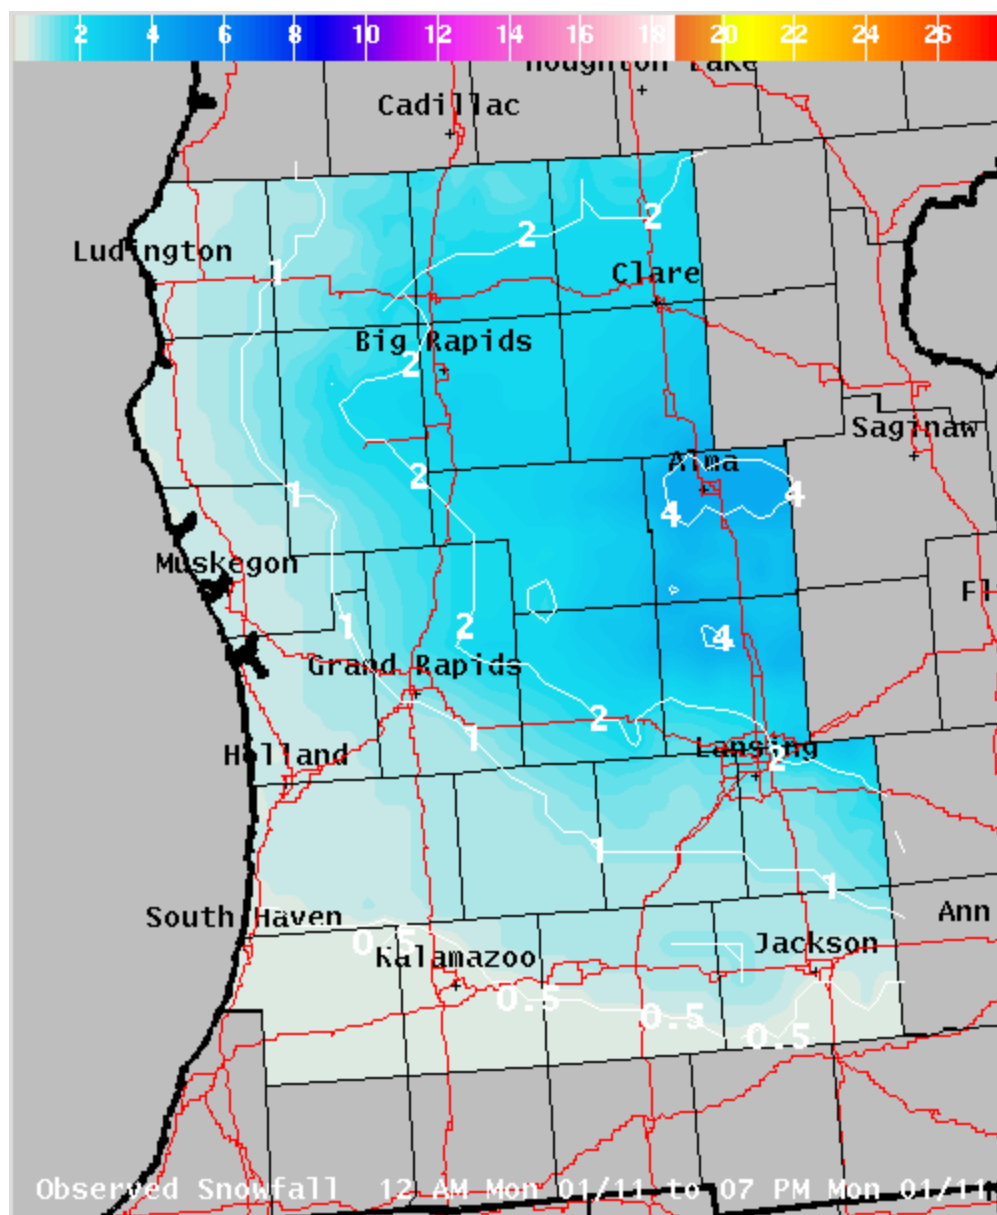 2 4 6 8 10 12 14 16 18 20 22 24 26
Houghton Lake
Cadillac
2 2
Ludington
1
Clare
Big Rapids
2
Saginaw
Alma
2
1 4 4
Muskegon
Fl
1 2 4
Grand Rapids
2
1
Holland
Lansing
2
1
1
South Haven
Ann
0.5
Kalamazoo
Jackson
0.5
0.5
0.5
Observed Snowfall 12 AM Mon 01/11 to 07 PM Mon 01/11